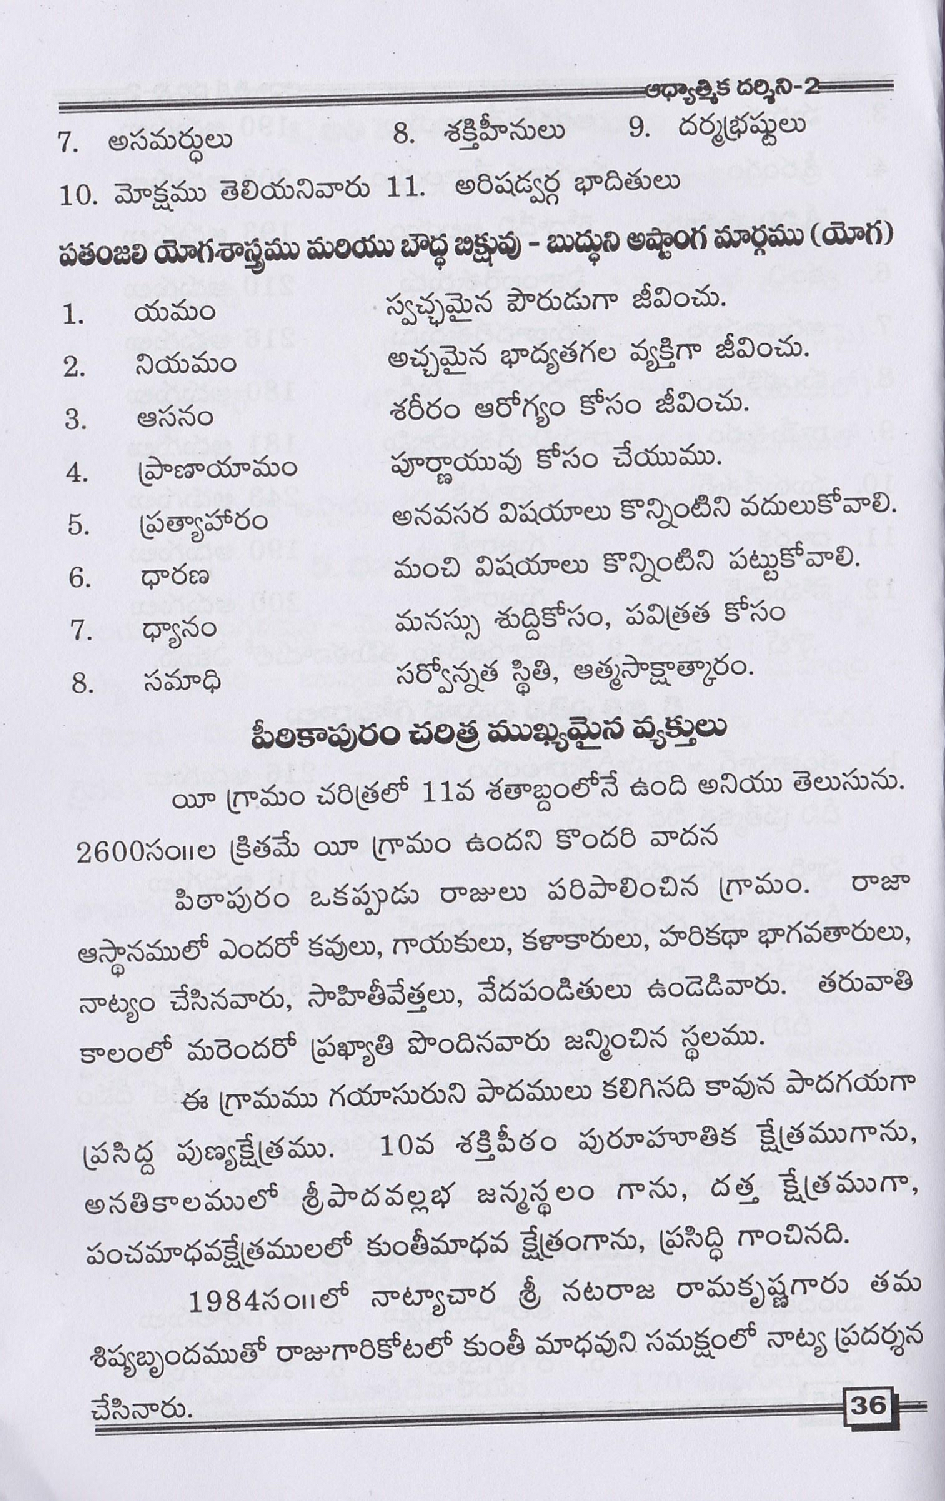 ఆధ్యాత్మిక దర్శిని-2
7. అసమర్ధులు 8. శక్తిహీనులు 9. దర్మభ్రష్టులు
10. మోక్షము తెలియనివారు 11. అరిషడ్వర్గ భాదితులు
పతంజలి యోగశాస్త్రము మరియు బౌద్ధ బిక్షువు - బుద్ధుని అష్టాంగ మార్గము (యోగ)
1. యమం స్వచ్ఛమైన పౌరుడుగా జీవించు.
2. నియమం అచ్చమైన భాద్యతగల వ్యక్తిగా జీవించు.
3. ఆసనం శరీరం ఆరోగ్యం కోసం జీవించు.
4. ప్రాణాయామం పూర్ణాయువు కోసం చేయుము.
5. ప్రత్యాహారం అనవసర విషయాలు కొన్నింటిని వదులుకోవాలి.
6. ధారణ మంచి విషయాలు కొన్నింటిని పట్టుకోవాలి.
7. ధ్యానం మనస్సు శుద్దికోసం, పవిత్రత కోసం
8. సమాధి సర్వోన్నత స్థితి, ఆత్మసాక్షాత్కారం.
పీఠికాపురం చరిత్ర ముఖ్యమైన వ్యక్తులు
యీ గ్రామం చరిత్రలో 11వ శతాబ్దంలోనే ఉంది అనియు తెలుసును.
2600సం॥ల క్రితమే యీ గ్రామం ఉందని కొందరి వాదన
పిఠాపురం ఒకప్పుడు రాజులు పరిపాలించిన గ్రామం. రాజా
ఆస్థానములో ఎందరో కవులు, గాయకులు, కళాకారులు, హరికథా భాగవతారులు,
నాట్యం చేసినవారు, సాహితీవేత్తలు, వేదపండితులు ఉండెడివారు. తరువాతి
కాలంలో మరెందరో ప్రఖ్యాతి పొందినవారు జన్మించిన స్థలము.
ఈ గ్రామము గయాసురుని పాదములు కలిగినది కావున పాదగయగా
ప్రసిద్ద పుణ్యక్షేత్రము. 10వ శక్తిపీఠం పురూహూతిక క్షేత్రముగాను,
అనతికాలములో శ్రీపాదవల్లభ జన్మస్థలం గాను, దత్త క్షేత్రముగా,
పంచమాధవక్షేత్రములలో కుంతీమాధవ క్షేత్రంగాను, ప్రసిద్ధి గాంచినది.
1984సం॥లో నాట్యాచార శ్రీ నటరాజ రామకృష్ణగారు తమ
శిష్యబృందముతో రాజుగారికోటలో కుంతీ మాధవుని సమక్షంలో నాట్య ప్రదర్శన
చేసినారు.
36